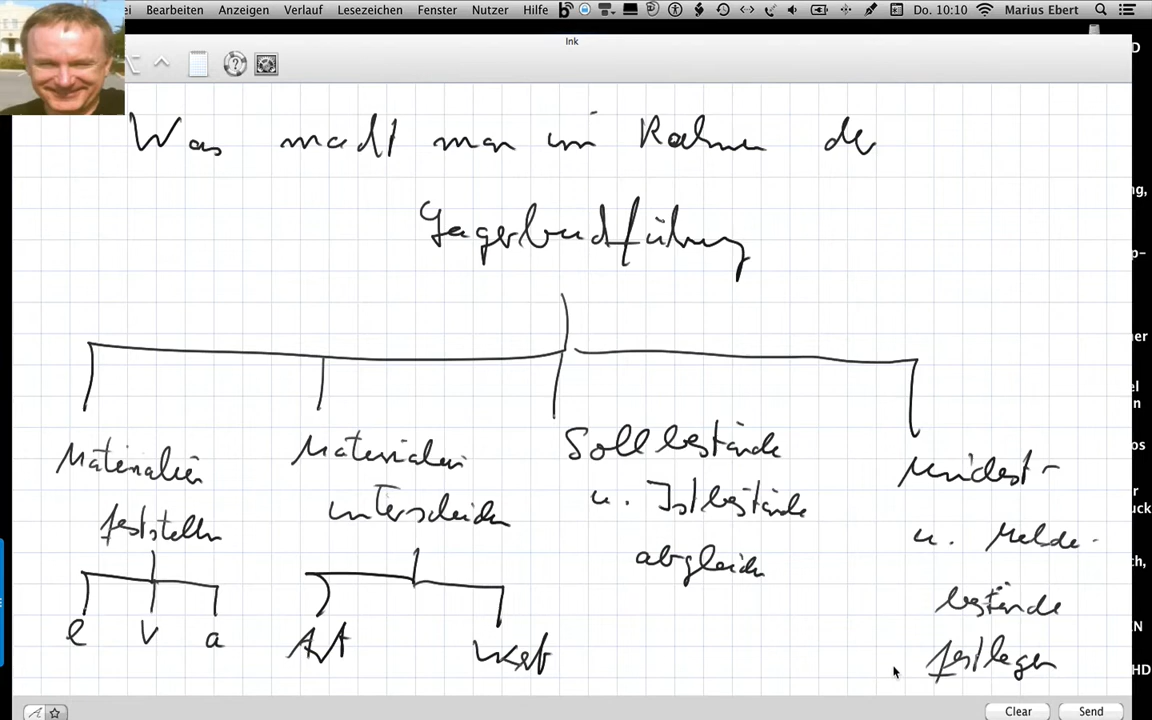 Bearbeiten Anzeigen Verlauf Lesezeichen Fenster Nutzer Hilfe Do. 10:10 Marius Ebert
Ink
Was macht man im Rahmen der
Lagerbuchführung
Materialien
feststellen
e v a
Materialien
unterscheiden
Art Wert
Sollbestände
u. Istbestände
abgleichen
Mindest-
u. Melde-
bestände
festlegen
Clear Send